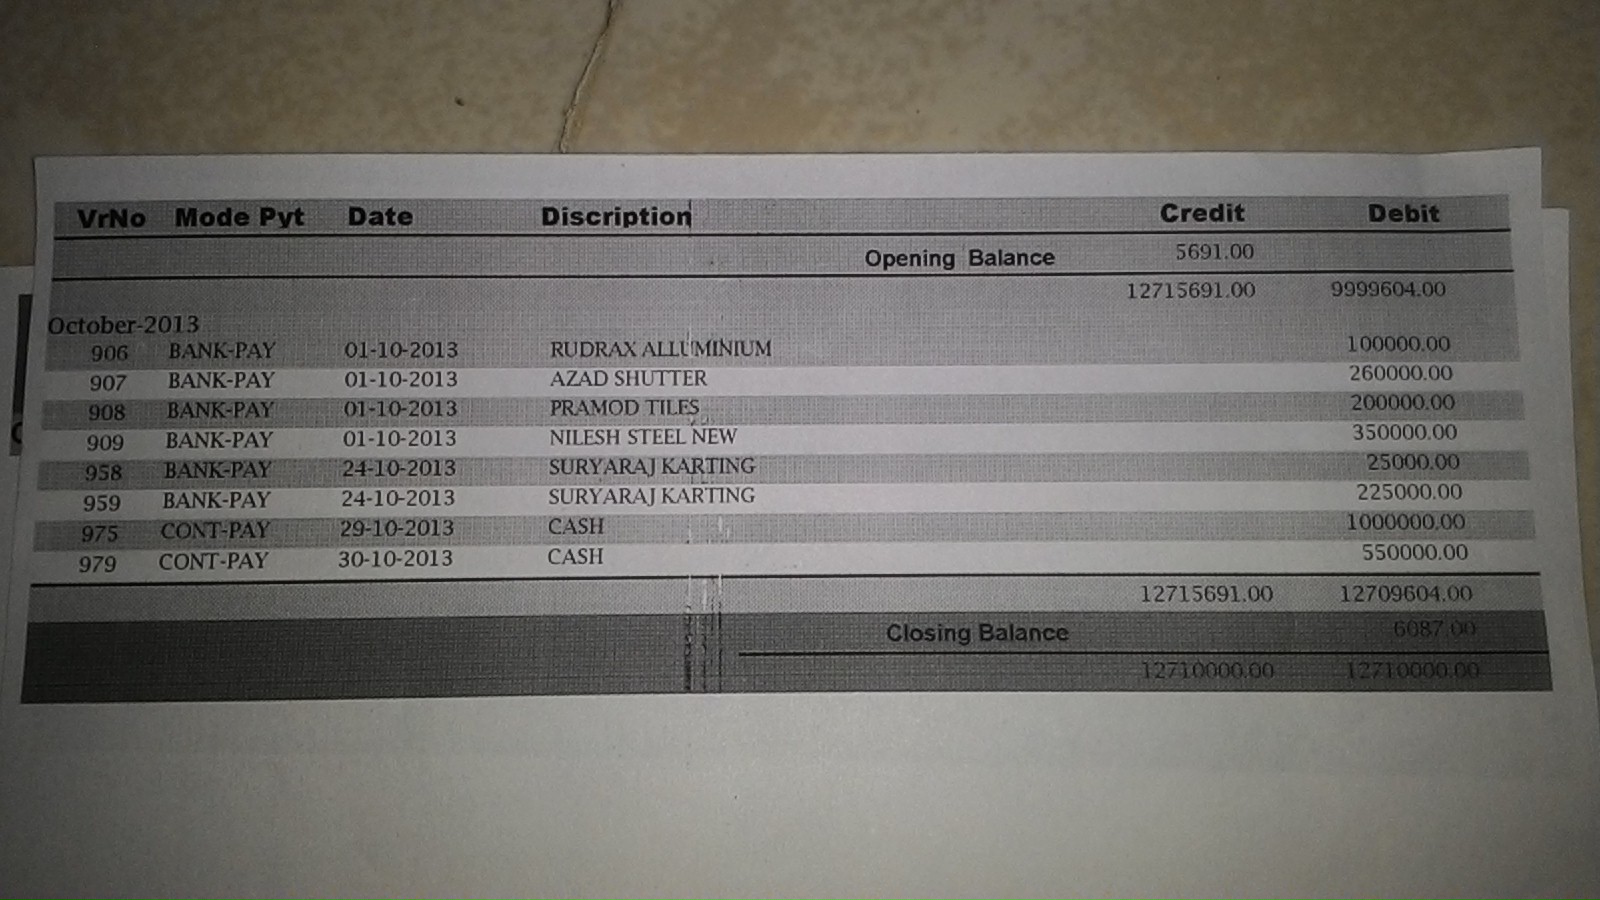 VrNo Mode Pyt Date Discription Credit Debit
Opening Balance 5691.00
12715691.00 9999604.00
October-2013
906 BANK-PAY 01-10-2013 RUDRAX ALLUMINIUM 100000.00
907 BANK-PAY 01-10-2013 AZAD SHUTTER 260000.00
908 BANK-PAY 01-10-2013 PRAMOD TILES 200000.00
909 BANK-PAY 01-10-2013 NILESH STEEL NEW 350000.00
958 BANK-PAY 24-10-2013 SURYARAJ KARTING 25000.00
959 BANK-PAY 24-10-2013 SURYARAJ KARTING 225000.00
975 CONT-PAY 29-10-2013 CASH 1000000.00
979 CONT-PAY 30-10-2013 CASH 550000.00
12715691.00 12709604.00
Closing Balance 6087.00
12710000.00 12710000.00